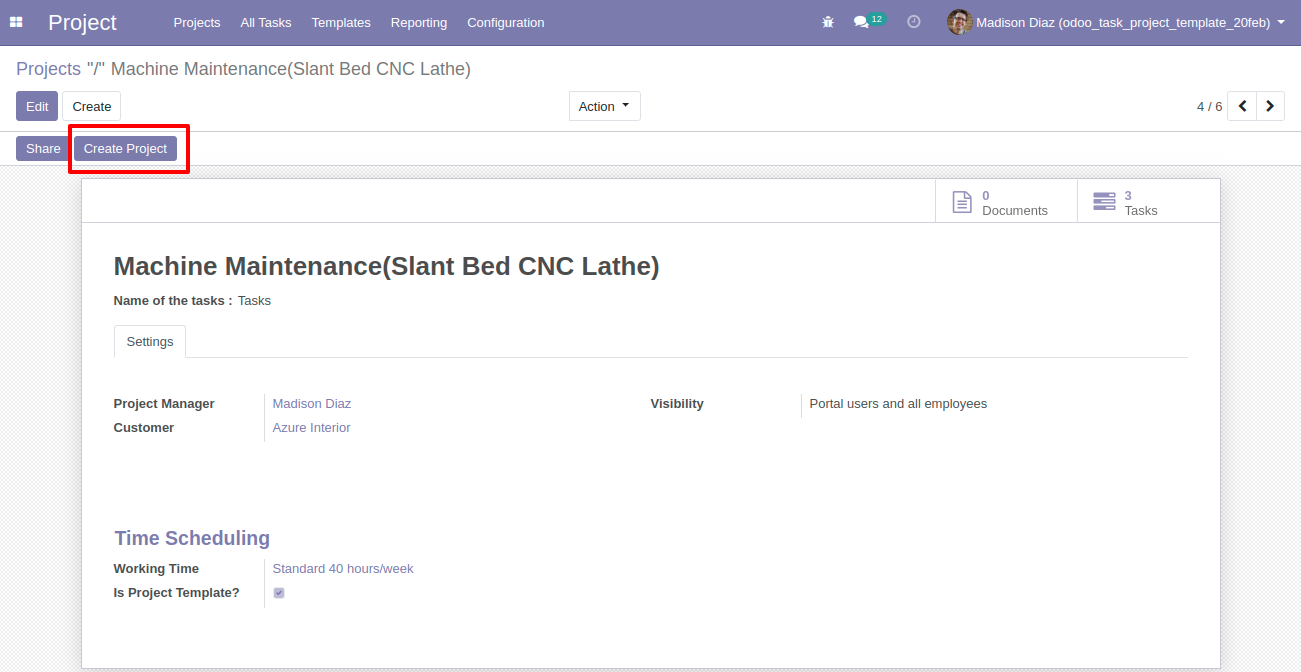 Project Projects All Tasks Templates Reporting Configuration 12 Madison Diaz (odoo_task_project_template_20feb)
Projects "/" Machine Maintenance(Slant Bed CNC Lathe)
Edit Create Action 4 / 6
Share Create Project
0 3
Documents Tasks
Machine Maintenance(Slant Bed CNC Lathe)
Name of the tasks : Tasks
Settings
Project Manager Madison Diaz Visibility Portal users and all employees
Customer Azure Interior
Time Scheduling
Working Time Standard 40 hours/week
Is Project Template?